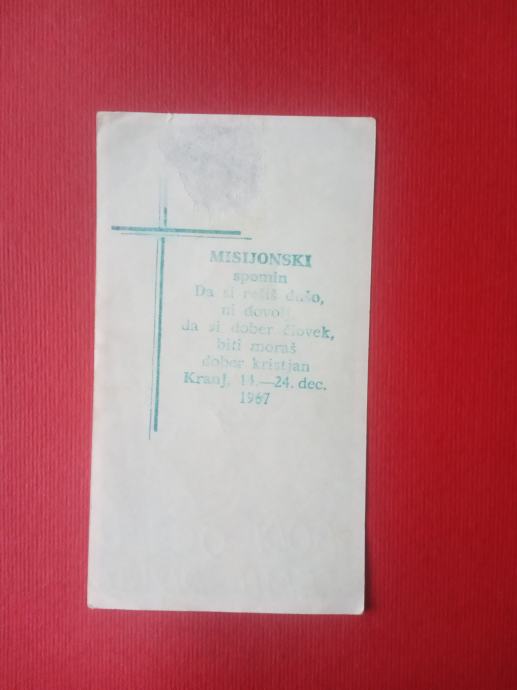 MISIJONSKI
spomin
Da si rešiš dušo,
ni dovolj,
da si dober človek,
biti moraš
dober kristjan
Kranj, 14.—24. dec.
1967